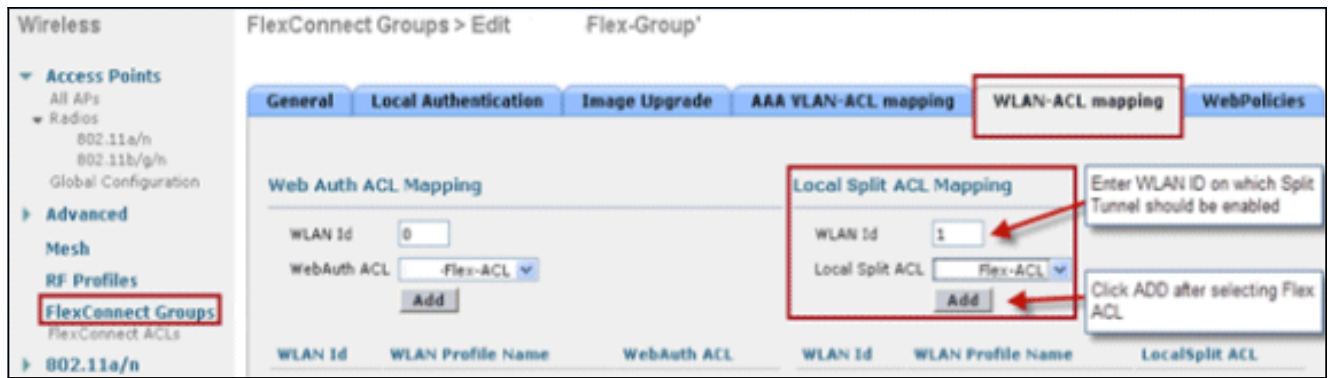 Wireless
Access Points
All APs
Radios
802.11a/n
802.11b/g/n
Global Configuration
Advanced
Mesh
RF Profiles
FlexConnect Groups
FlexConnect ACLs
802.11a/n
FlexConnect Groups > Edit Flex-Group'
General
Local Authentication
Image Upgrade
AAA VLAN-ACL mapping
WLAN-ACL mapping
WebPolicies
Web Auth ACL Mapping
WLAN Id 0
WebAuth ACL -Flex-ACL
Add
WLAN Id WLAN Profile Name WebAuth ACL
Local Split ACL Mapping
WLAN Id 1
Local Split ACL Flex-ACL
Add
WLAN Id WLAN Profile Name LocalSplit ACL
Enter WLAN ID on which Split
Tunnel should be enabled
Click ADD after selecting Flex
ACL